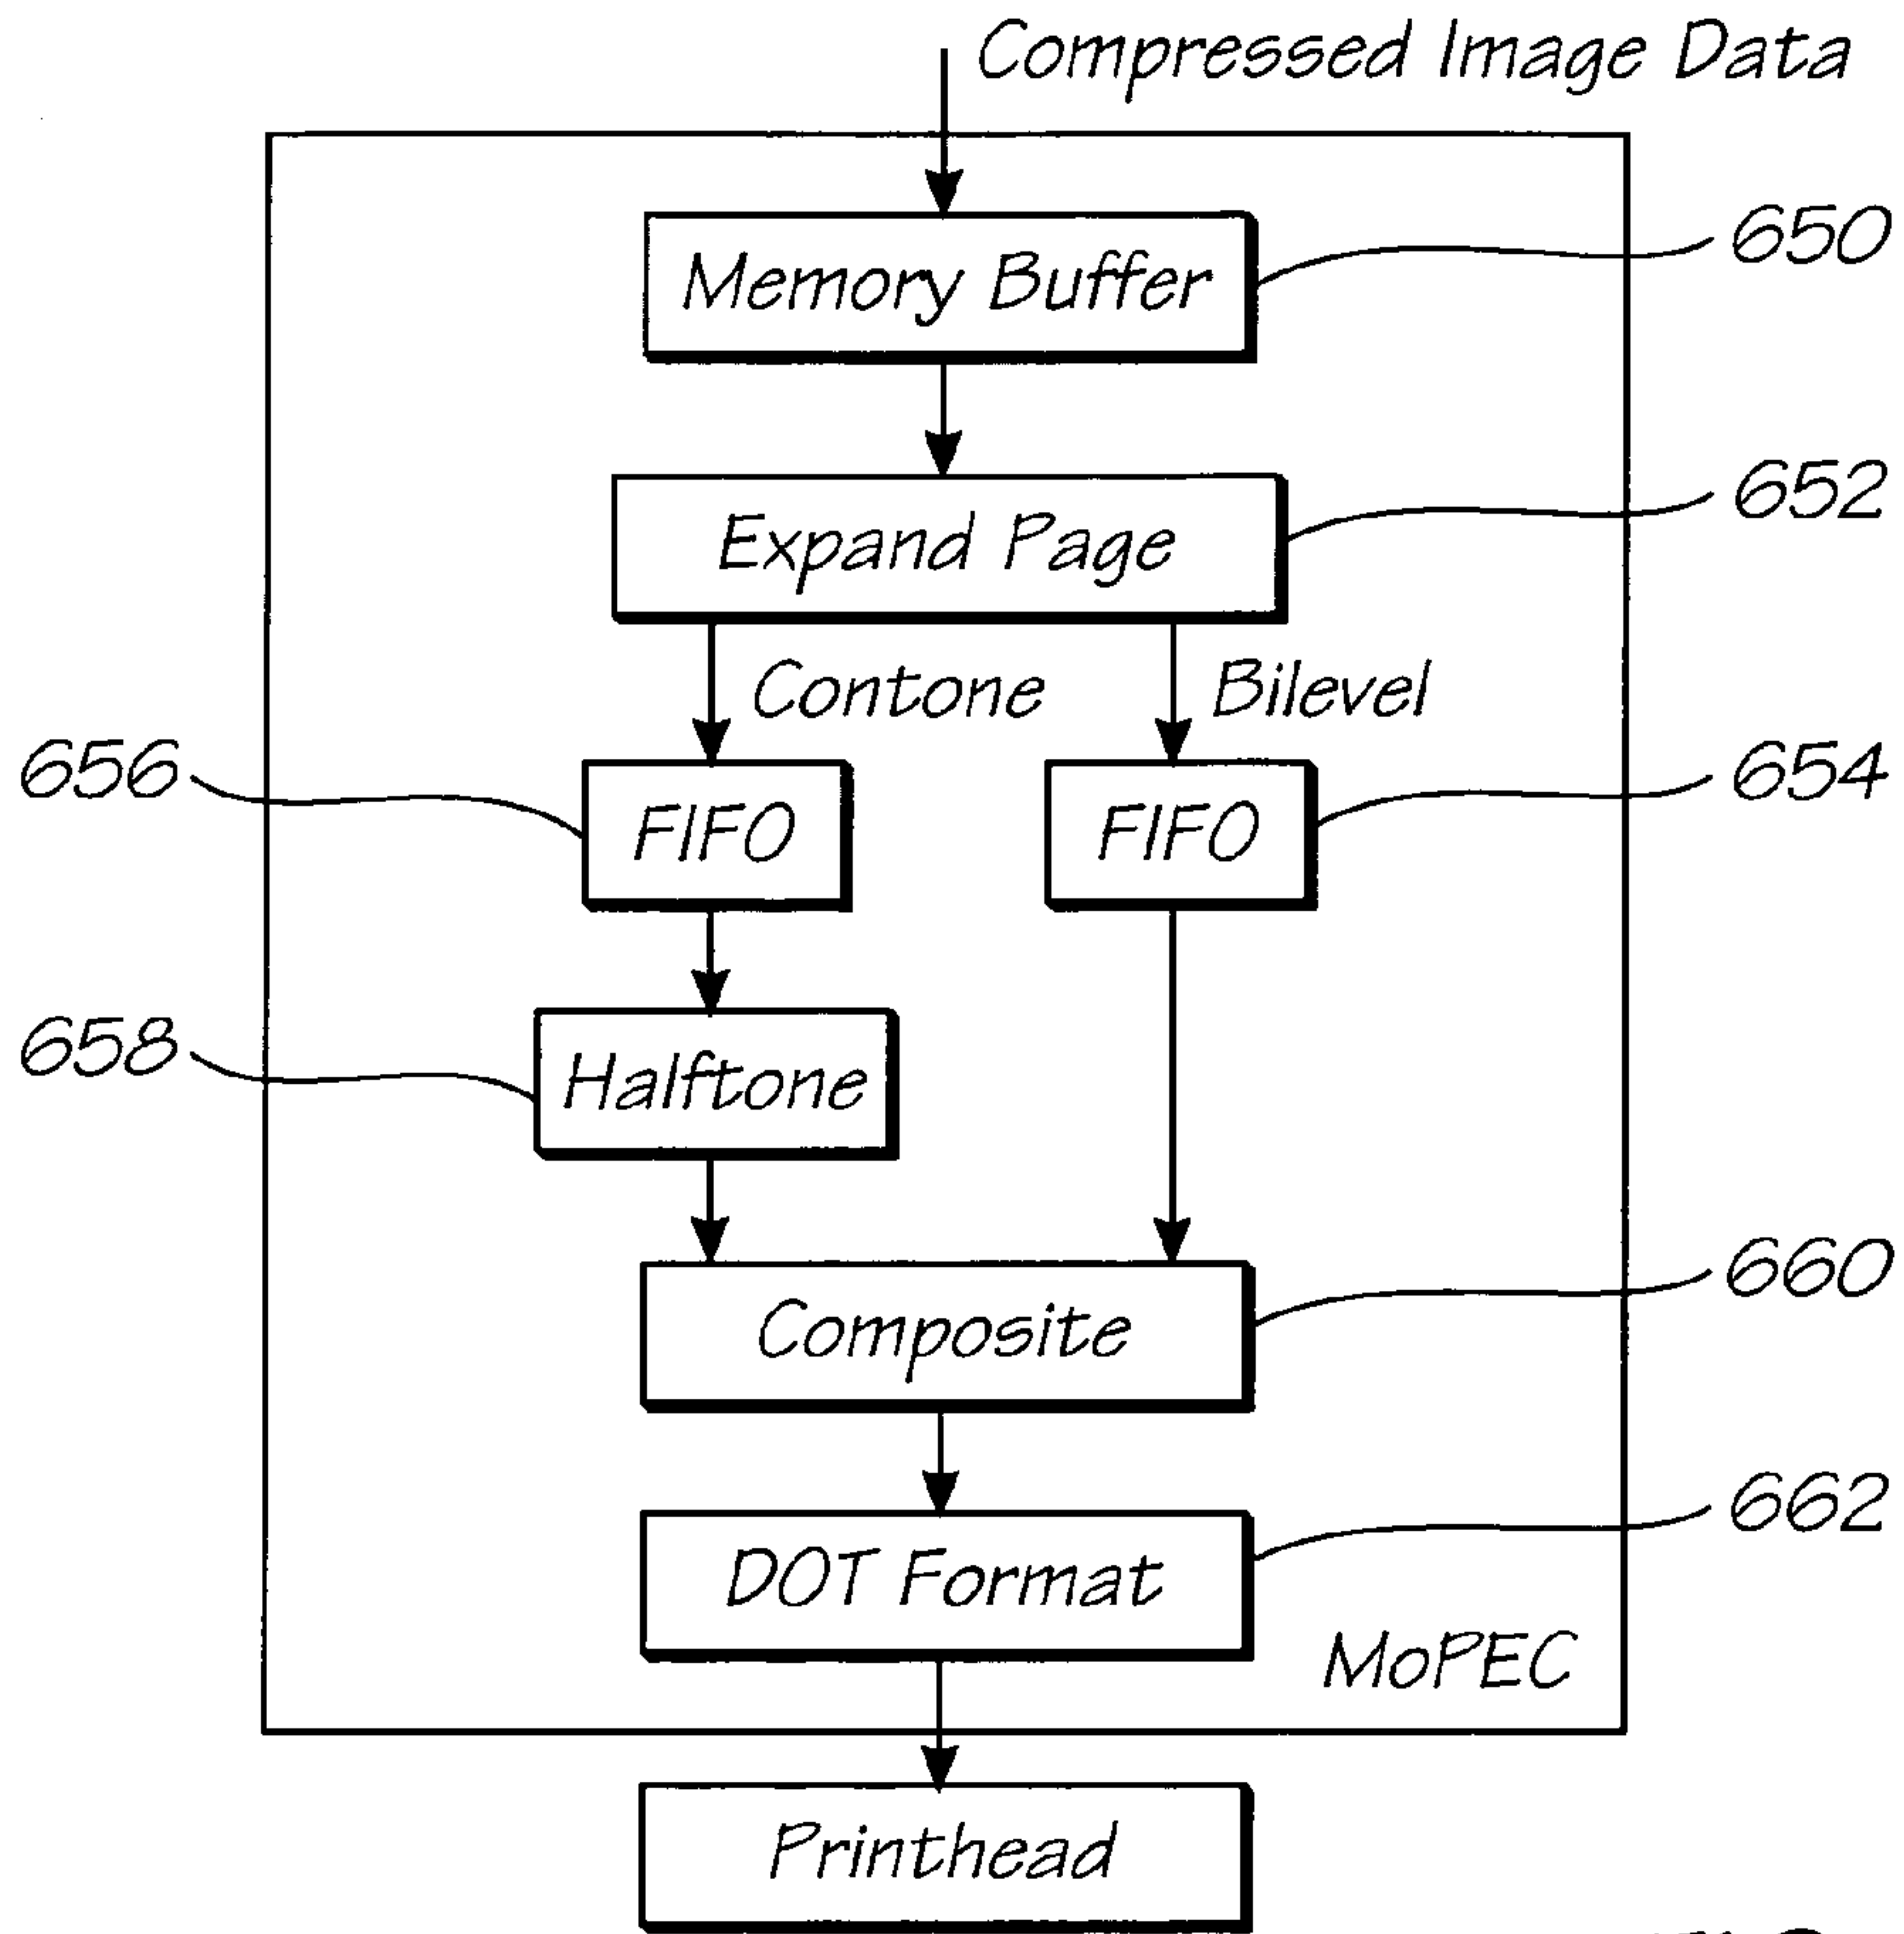 Compressed Image Data
650
Memory Buffer
652
Expand Page
Contone
Bilevel
656
654
FIFO
FIFO
658
Halftone
660
Composite
662
DOT Format
MoPEC
Printhead